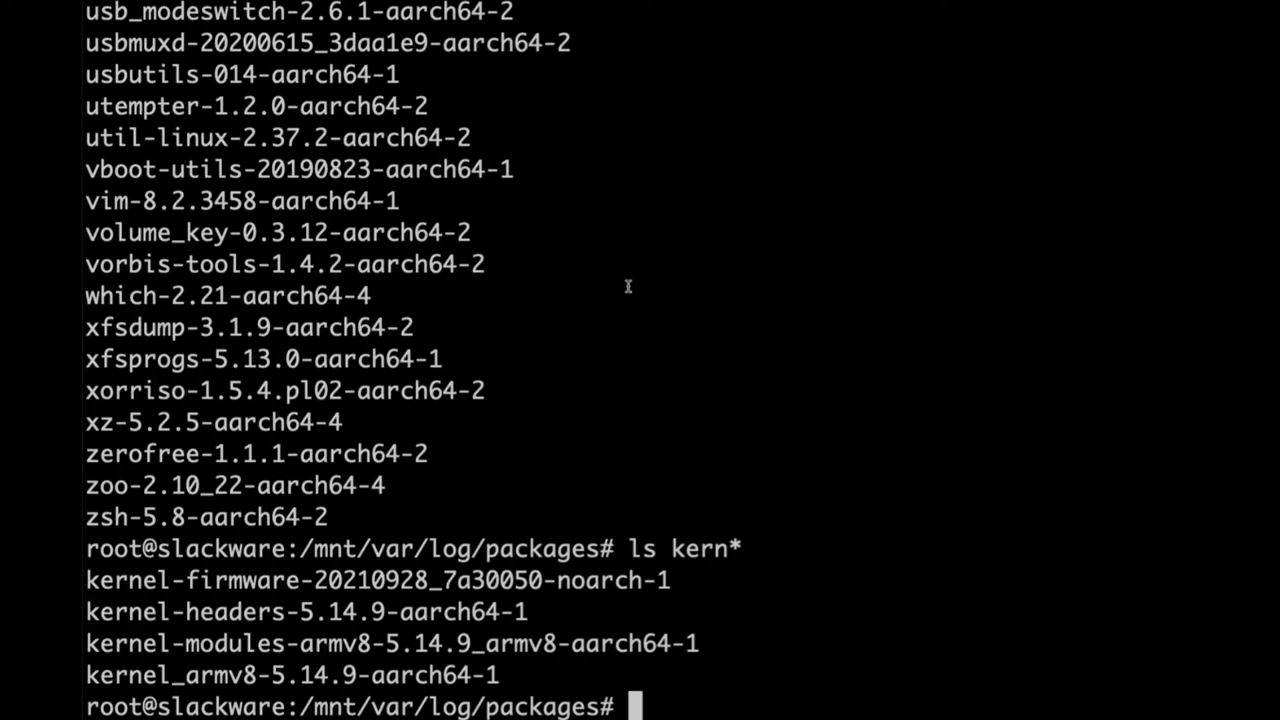 usb_modeswitch-2.6.1-aarch64-2
usbmuxd-20200615_3daa1e9-aarch64-2
usbutils-014-aarch64-1
utempter-1.2.0-aarch64-2
util-linux-2.37.2-aarch64-2
vboot-utils-20190823-aarch64-1
vim-8.2.3458-aarch64-1
volume_key-0.3.12-aarch64-2
vorbis-tools-1.4.2-aarch64-2
which-2.21-aarch64-4
xfsdump-3.1.9-aarch64-2
xfsprogs-5.13.0-aarch64-1
xorriso-1.5.4.pl02-aarch64-2
xz-5.2.5-aarch64-4
zerofree-1.1.1-aarch64-2
zoo-2.10_22-aarch64-4
zsh-5.8-aarch64-2
root@slackware:/mnt/var/log/packages# ls kern*
kernel-firmware-20210928_7a30050-noarch-1
kernel-headers-5.14.9-aarch64-1
kernel-modules-armv8-5.14.9_armv8-aarch64-1
kernel_armv8-5.14.9-aarch64-1
root@slackware:/mnt/var/log/packages#